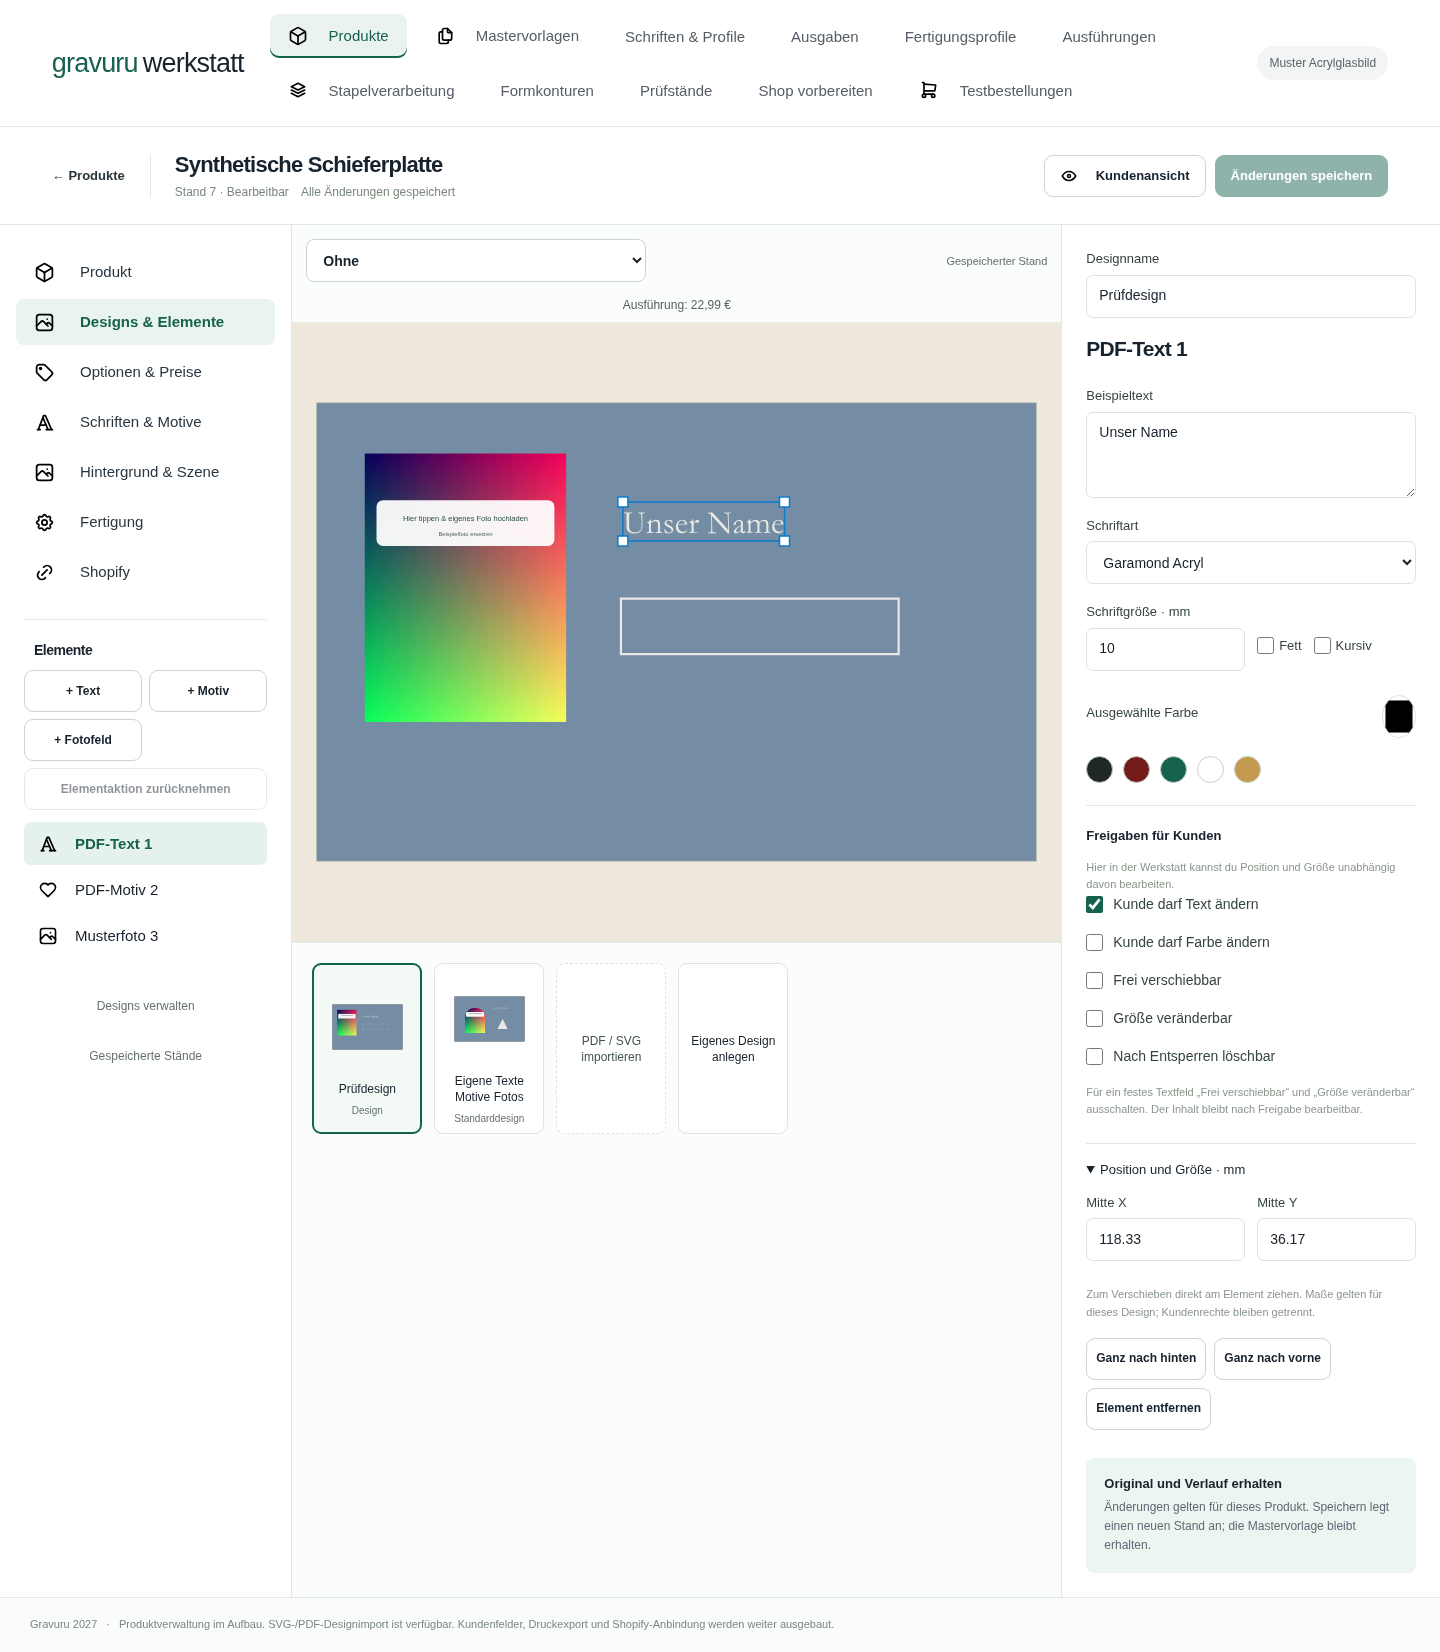 gravuru werkstatt
Produkte
Mastervorlagen
Schriften & Profile
Ausgaben
Fertigungsprofile
Ausführungen
Stapelverarbeitung
Formkonturen
Prüfstände
Shop vorbereiten
Testbestellungen
Muster Acrylglasbild
← Produkte
Synthetische Schieferplatte
Stand 7 · Bearbeitbar Alle Änderungen gespeichert
Kundenansicht
Änderungen speichern
Produkt
Designs & Elemente
Optionen & Preise
Schriften & Motive
Hintergrund & Szene
Fertigung
Shopify
Elemente
+ Text
+ Motiv
+ Fotofeld
Elementaktion zurücknehmen
PDF-Text 1
PDF-Motiv 2
Musterfoto 3
Designs verwalten
Gespeicherte Stände
Ohne
Gespeicherter Stand
Ausführung: 22,99 €
Hier tippen & eigenes Foto hochladen
Beispielfoto ersetzen
Unser Name
Prüfdesign
Design
Eigene Texte
Motive Fotos
Standarddesign
PDF / SVG
importieren
Eigenes Design
anlegen
Designname
Prüfdesign
PDF-Text 1
Beispieltext
Unser Name
Schriftart
Garamond Acryl
Schriftgröße · mm
10
Fett
Kursiv
Ausgewählte Farbe
Freigaben für Kunden
Hier in der Werkstatt kannst du Position und Größe unabhängig
davon bearbeiten.
Kunde darf Text ändern
Kunde darf Farbe ändern
Frei verschiebbar
Größe veränderbar
Nach Entsperren löschbar
Für ein festes Textfeld „Frei verschiebbar“ und „Größe veränderbar“
ausschalten. Der Inhalt bleibt nach Freigabe bearbeitbar.
▼ Position und Größe · mm
Mitte X
Mitte Y
118.33
36.17
Zum Verschieben direkt am Element ziehen. Maße gelten für
dieses Design; Kundenrechte bleiben getrennt.
Ganz nach hinten
Ganz nach vorne
Element entfernen
Original und Verlauf erhalten
Änderungen gelten für dieses Produkt. Speichern legt
einen neuen Stand an; die Mastervorlage bleibt
erhalten.
Gravuru 2027 · Produktverwaltung im Aufbau. SVG-/PDF-Designimport ist verfügbar. Kundenfelder, Druckexport und Shopify-Anbindung werden weiter ausgebaut.